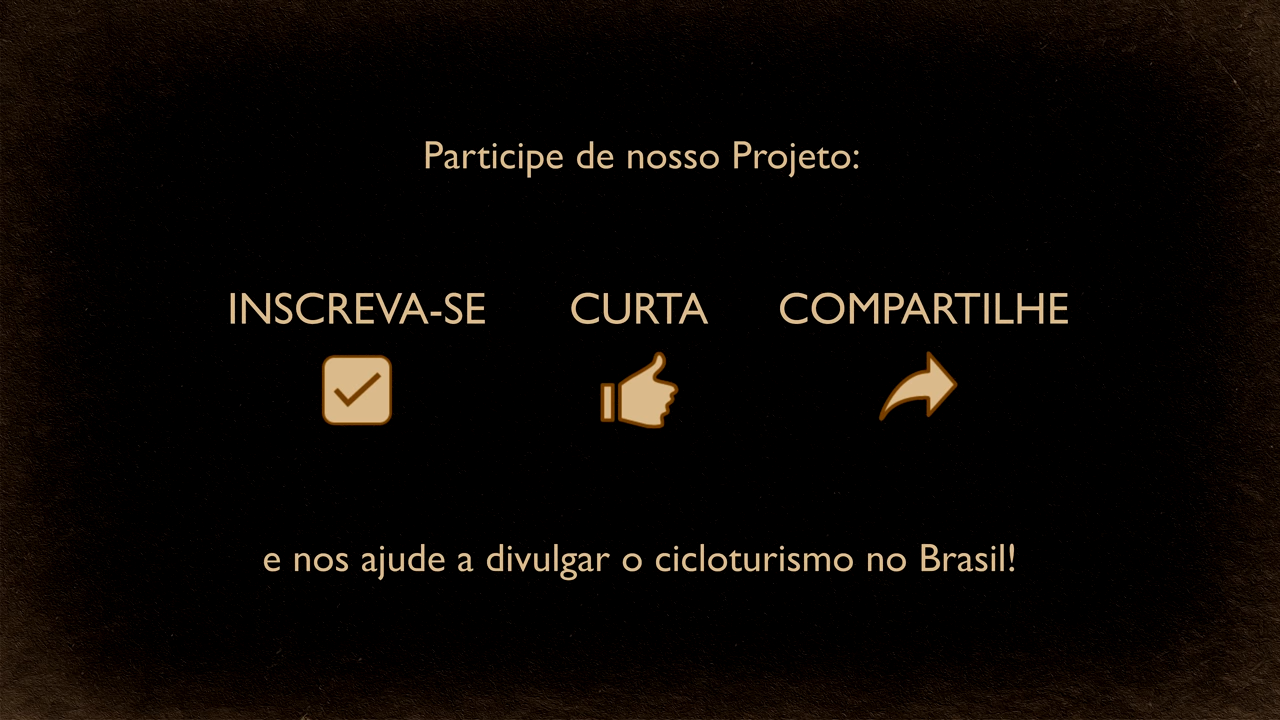 Participe de nosso Projeto:
INSCREVA-SE CURTA COMPARTILHE
e nos ajude a divulgar o cicloturismo no Brasil!